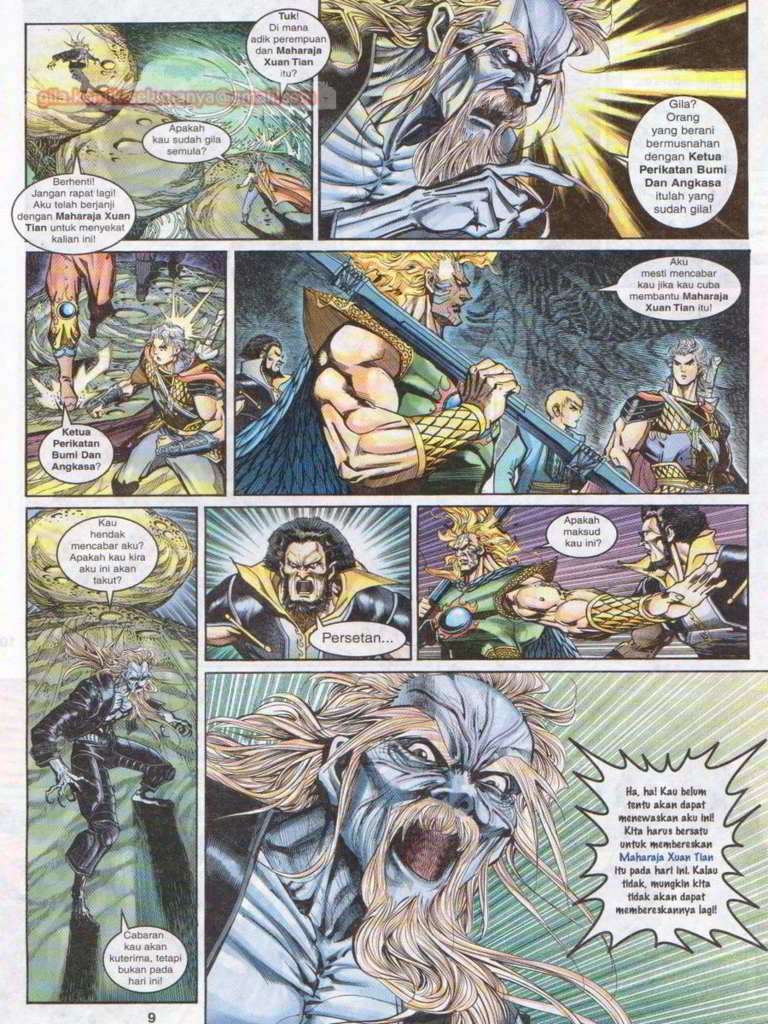 Tuk!
Di mana
adik perempuan
dan Maharaja
Xuan Tian
itu?
Apakah
kau sudah gila
semula?
Berhenti!
Jangan rapat lagi!
Aku telah berjanji
dengan Maharaja Xuan
Tian untuk menyekat
kalian ini!
Gila?
Orang
yang berani
bermusnahan
dengan Ketua
Perikatan Bumi
Dan Angkasa
itulah yang
sudah gila!
Ketua
Perikatan
Bumi Dan
Angkasa?
Aku
mesti mencabar
kau jika kau cuba
membantu Maharaja
Xuan Tian itu!
Kau
hendak
mencabar aku?
Apakah kau kira
aku ini akan
takut?
Cabaran
kau akan
kuterima, tetapi
bukan pada
hari ini!
Persetan...
Apakah
maksud
kau ini?
Ha, ha! Kau belum
tentu akan dapat
menewaskan aku ini!
Kita harus bersatu
untuk membereskan
Maharaja Xuan Tian
itu pada hari ini. Kalau
tidak, mungkin kita
tidak akan dapat
membereskannya lagi!
9